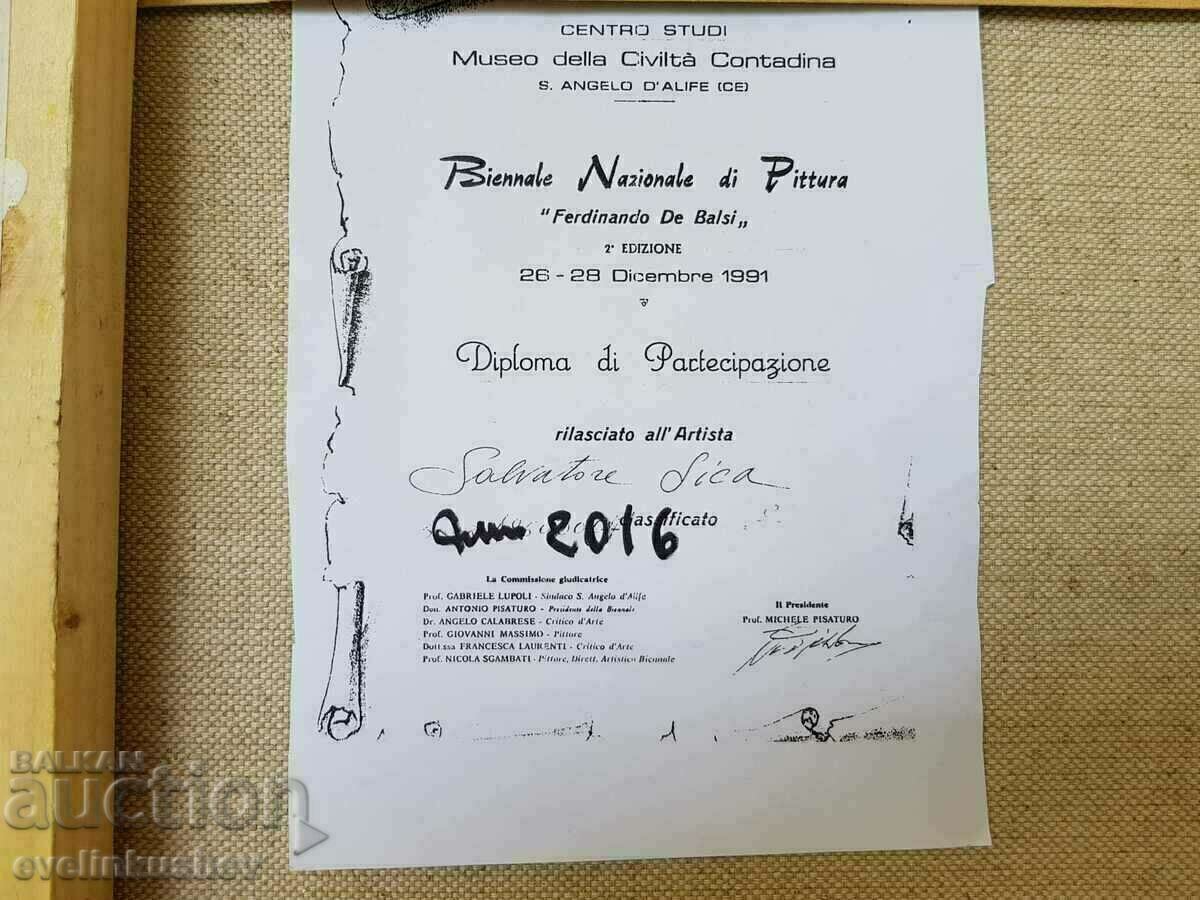 CENTRO STUDI
Museo della Civiltà Contadina
S. ANGELO D'ALIFE (CE)
Biennale Nazionale di Pittura
"Ferdinando De Balsi„
2ª EDIZIONE
26 - 28 Dicembre 1991
Diploma di Partecipazione
rilasciato all'Artista
Salvatore Sica
classificato
Anno 2016
La Commissione giudicatrice
Prof. GABRIELE LUPOLI - Sindaco S. Angelo d'Alife
Don. ANTONIO PISATURO - Presidente della Biennale
Dr. ANGELO CALABRESE - Critico d'Arte
Prof. GIOVANNI MASSIMO - Pittore
Dott.ssa FRANCESCA LAURENTI - Critico d'Arte
Prof. NICOLA SGAMBATI - Pittore, Dirett. Artistico Biennale
Il Presidente
Prof. MICHELE PISATURO
BALKAN
auction
evelinkushev